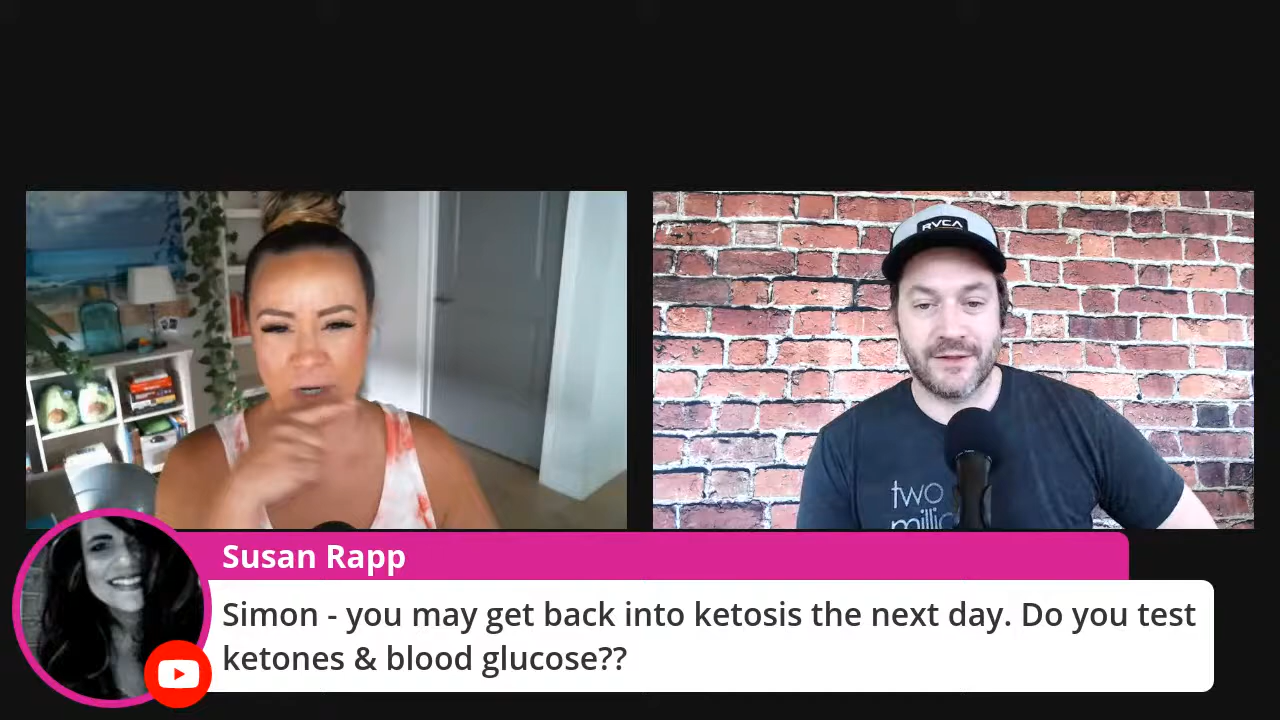 RVCA
two
Susan Rapp
Simon - you may get back into ketosis the next day. Do you test
ketones & blood glucose??